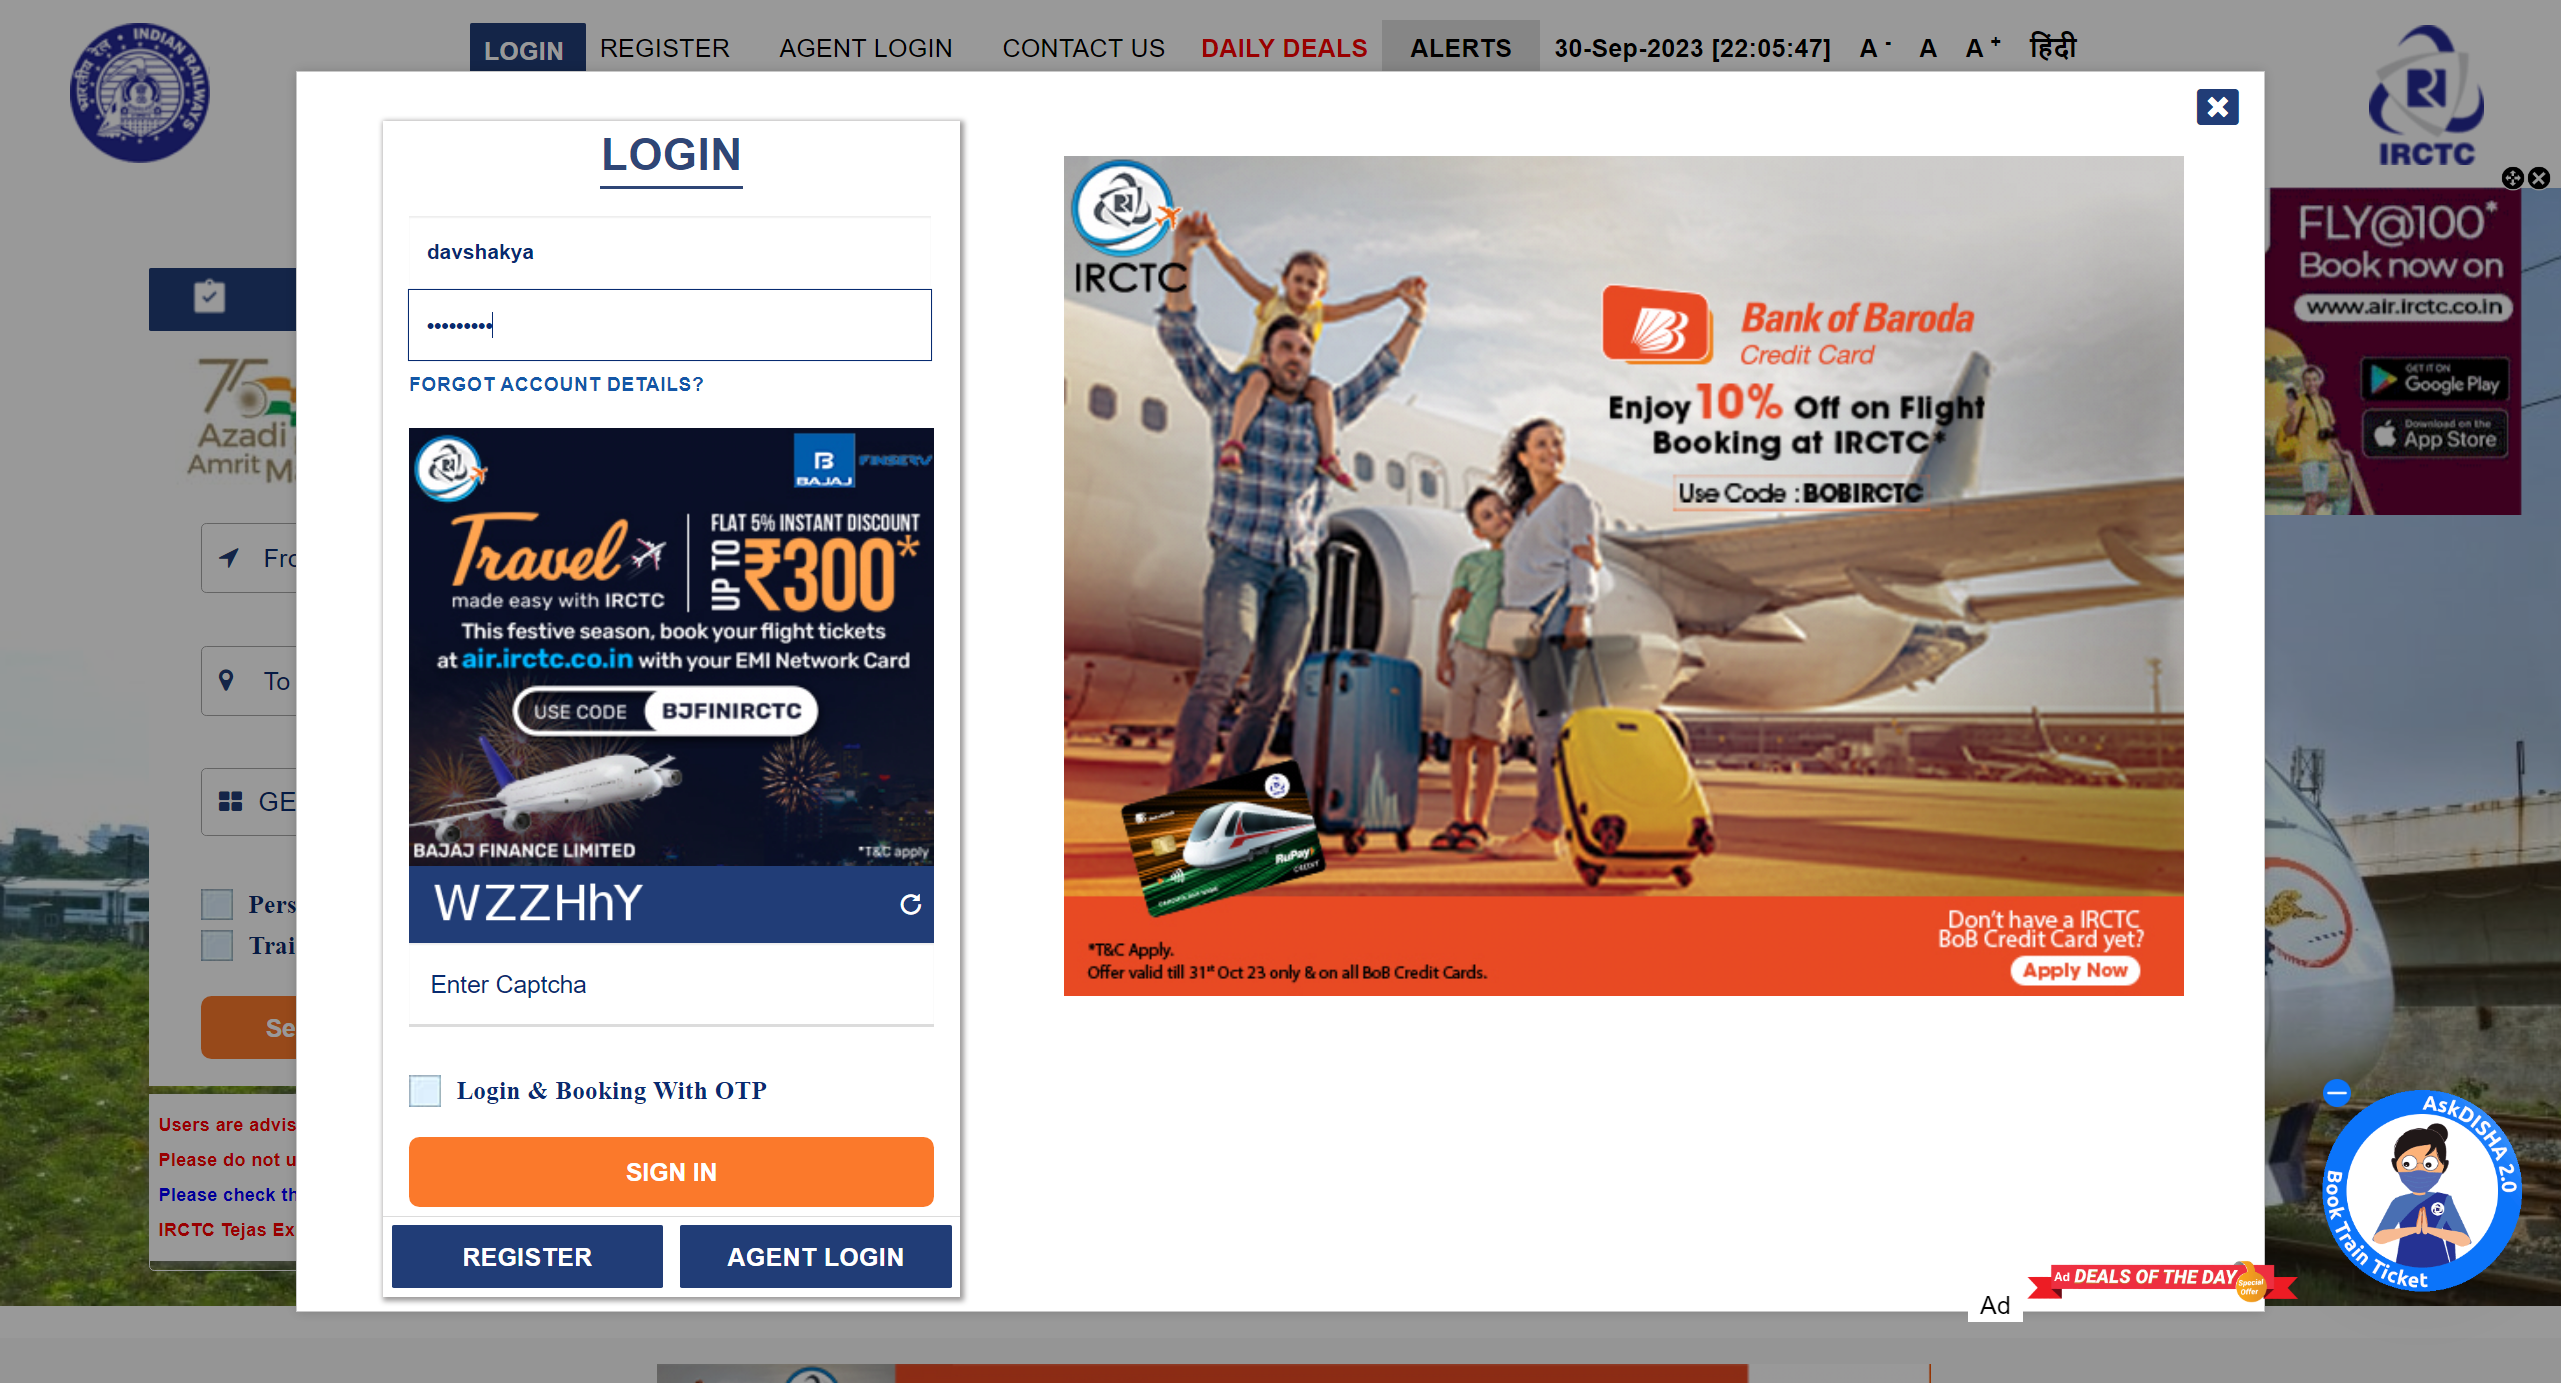 LOGIN
REGISTER
AGENT LOGIN
CONTACT US
DAILY DEALS
ALERTS
30-Sep-2023 [22:05:47]
A -
A
A +
हिंदी
INDIAN RAILWAYS
भारतीय रेल
IRCTC
LOGIN
davshakya
•••••••••
FORGOT ACCOUNT DETAILS?
BAJAJ
FINSERV
Travel
made easy with IRCTC
FLAT 5% INSTANT DISCOUNT
UP TO ₹300*
This festive season, book your flight tickets
at air.irctc.co.in with your EMI Network Card
USE CODE BJFINIRCTC
BAJAJ FINANCE LIMITED
*T&C apply
WZZHhY
Enter Captcha
Login & Booking With OTP
SIGN IN
REGISTER
AGENT LOGIN
IRCTC
Bank of Baroda
Credit Card
Enjoy 10% Off on Flight
Booking at IRCTC*
Use Code : BOBIRCTC
RuPay
Don't have a IRCTC
BoB Credit Card yet?
Apply Now
*T&C Apply.
Offer valid till 31st Oct 23 only & on all BoB Credit Cards.
FLY@100*
Book now on
www.air.irctc.co.in
GET IT ON
Google Play
Download on the
App Store
75
Azadi
Amrit
To
Users are
Please do not
Please check
IRCTC Tejas
AskDISHA 2.0
Book Train Ticket
Ad DEALS OF THE DAY
Special
Offer
Ad